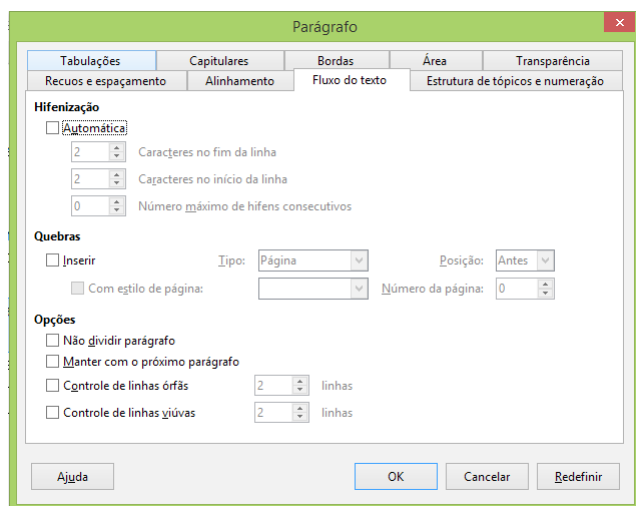 Parágrafo
Tabulações Capitulares Bordas Área Transparência
Recuos e espaçamento Alinhamento Fluxo do texto Estrutura de tópicos e numeração
Hifenização
Automática
2 Caracteres no fim da linha
2 Caracteres no início da linha
0 Número máximo de hifens consecutivos
Quebras
Inserir Tipo: Página Posição: Antes
Com estilo de página: Número da página: 0
Opções
Não dividir parágrafo
Manter com o próximo parágrafo
Controle de linhas órfãs 2 linhas
Controle de linhas viúvas 2 linhas
Ajuda OK Cancelar Redefinir